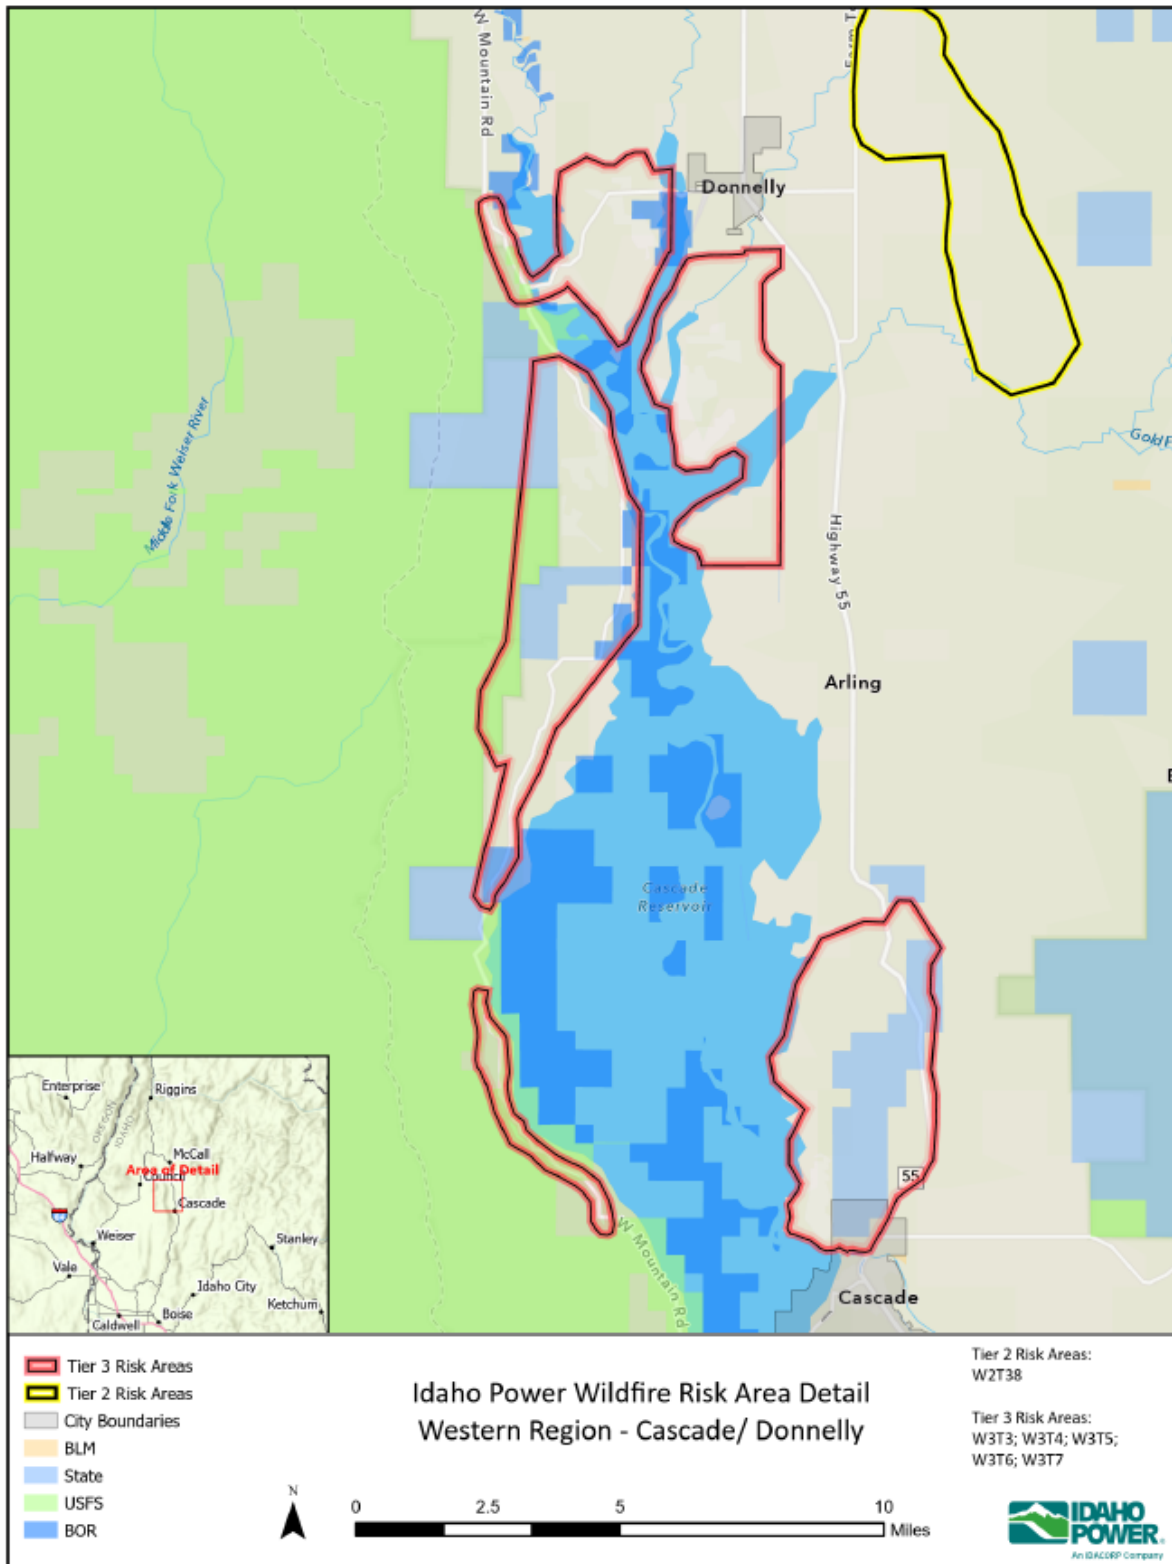 W Mountain Rd
Donnelly
Middle Fork Weiser River
Gold F
Highway 55
Arling
Cascade
Reservoir
55
W Mountain Rd
Cascade
Enterprise
Riggins
OREGON
IDAHO
Halfway
McCall
Area of Detail
Council
Cascade
Weiser
Stanley
Vale
Idaho City
Ketchum
Boise
Caldwell
Tier 3 Risk Areas
Tier 2 Risk Areas
City Boundaries
BLM
State
USFS
BOR
Idaho Power Wildfire Risk Area Detail
Western Region - Cascade/ Donnelly
N
0 2.5 5 10
Miles
Tier 2 Risk Areas:
W2T38
Tier 3 Risk Areas:
W3T3; W3T4; W3T5;
W3T6; W3T7
IDAHO
POWER
An IDACORP Company